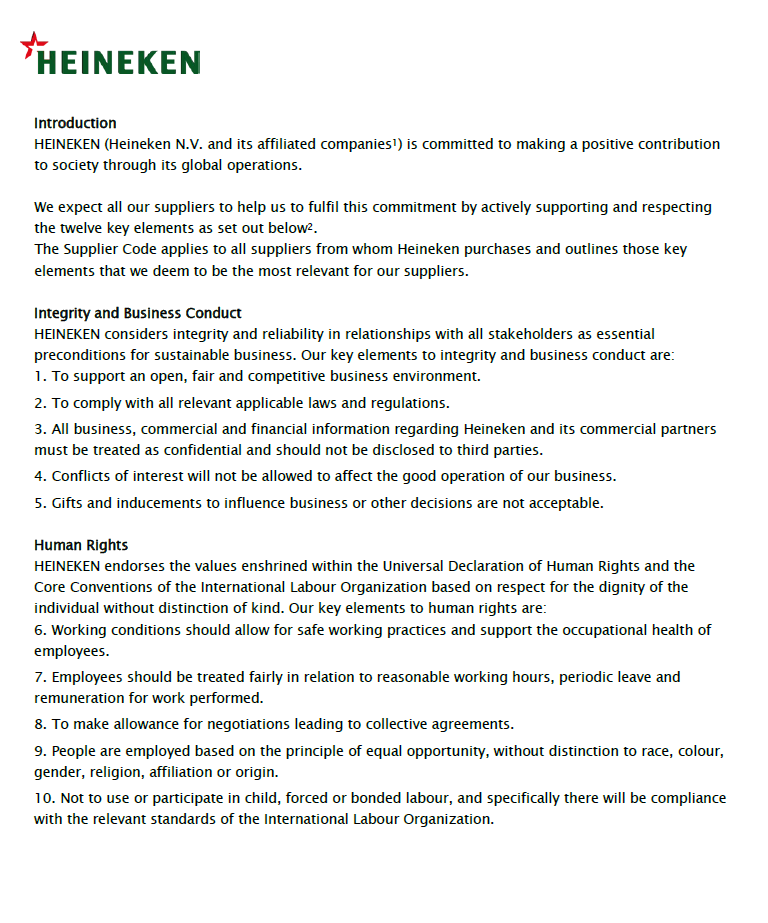 HEINEKEN
Introduction
HEINEKEN (Heineken N.V. and its affiliated companies¹) is committed to making a positive contribution
to society through its global operations.
We expect all our suppliers to help us to fulfil this commitment by actively supporting and respecting
the twelve key elements as set out below².
The Supplier Code applies to all suppliers from whom Heineken purchases and outlines those key
elements that we deem to be the most relevant for our suppliers.
Integrity and Business Conduct
HEINEKEN considers integrity and reliability in relationships with all stakeholders as essential
preconditions for sustainable business. Our key elements to integrity and business conduct are:
1. To support an open, fair and competitive business environment.
2. To comply with all relevant applicable laws and regulations.
3. All business, commercial and financial information regarding Heineken and its commercial partners
must be treated as confidential and should not be disclosed to third parties.
4. Conflicts of interest will not be allowed to affect the good operation of our business.
5. Gifts and inducements to influence business or other decisions are not acceptable.
Human Rights
HEINEKEN endorses the values enshrined within the Universal Declaration of Human Rights and the
Core Conventions of the International Labour Organization based on respect for the dignity of the
individual without distinction of kind. Our key elements to human rights are:
6. Working conditions should allow for safe working practices and support the occupational health of
employees.
7. Employees should be treated fairly in relation to reasonable working hours, periodic leave and
remuneration for work performed.
8. To make allowance for negotiations leading to collective agreements.
9. People are employed based on the principle of equal opportunity, without distinction to race, colour,
gender, religion, affiliation or origin.
10. Not to use or participate in child, forced or bonded labour, and specifically there will be compliance
with the relevant standards of the International Labour Organization.